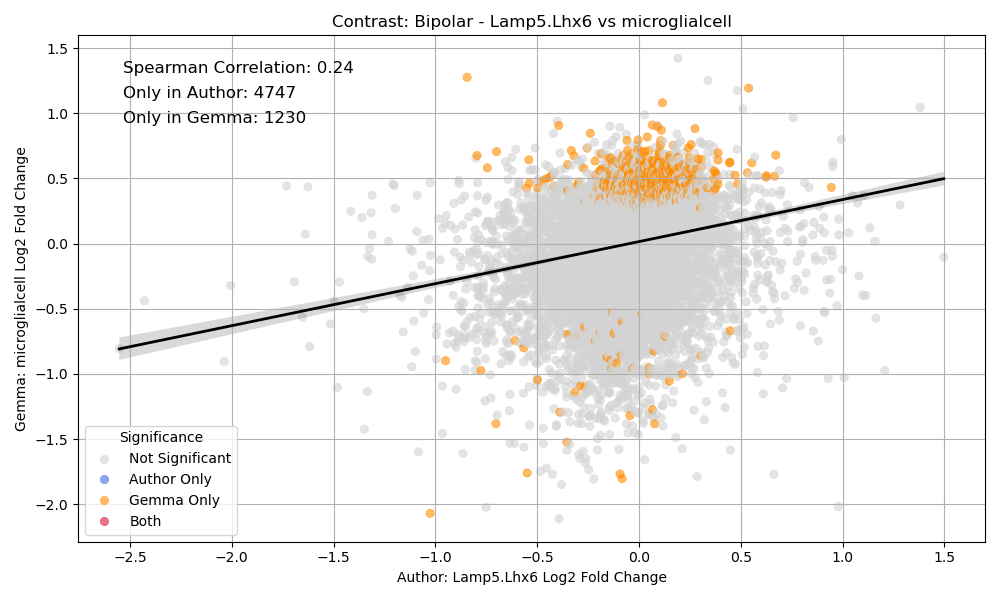 Contrast: Bipolar - Lamp5.Lhx6 vs microglialcell
Spearman Correlation: 0.24
Only in Author: 4747
Only in Gemma: 1230
1.5
1.0
0.5
0.0
−0.5
−1.0
−1.5
−2.0
Gemma: microglialcell Log2 Fold Change
Significance
Not Significant
Author Only
Gemma Only
Both
−2.5
−2.0
−1.5
−1.0
−0.5
0.0
0.5
1.0
1.5
Author: Lamp5.Lhx6 Log2 Fold Change